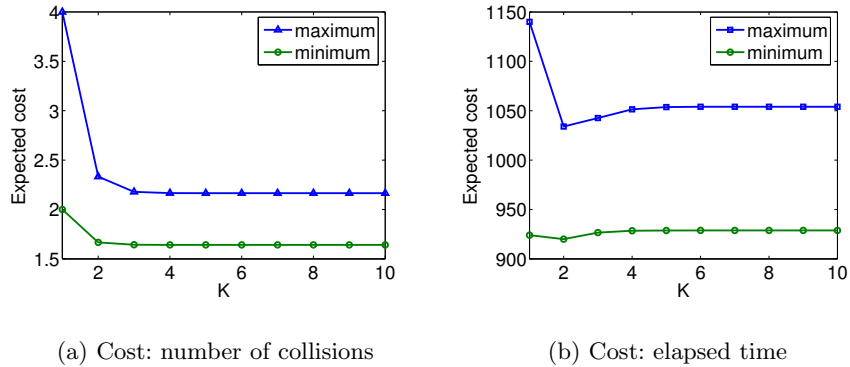 4
3.5
3
2.5
2
1.5
Expected cost
maximum
minimum
2 4 6 8 10
K
(a) Cost: number of collisions
1150
1100
1050
1000
950
900
Expected cost
maximum
minimum
2 4 6 8 10
K
(b) Cost: elapsed time